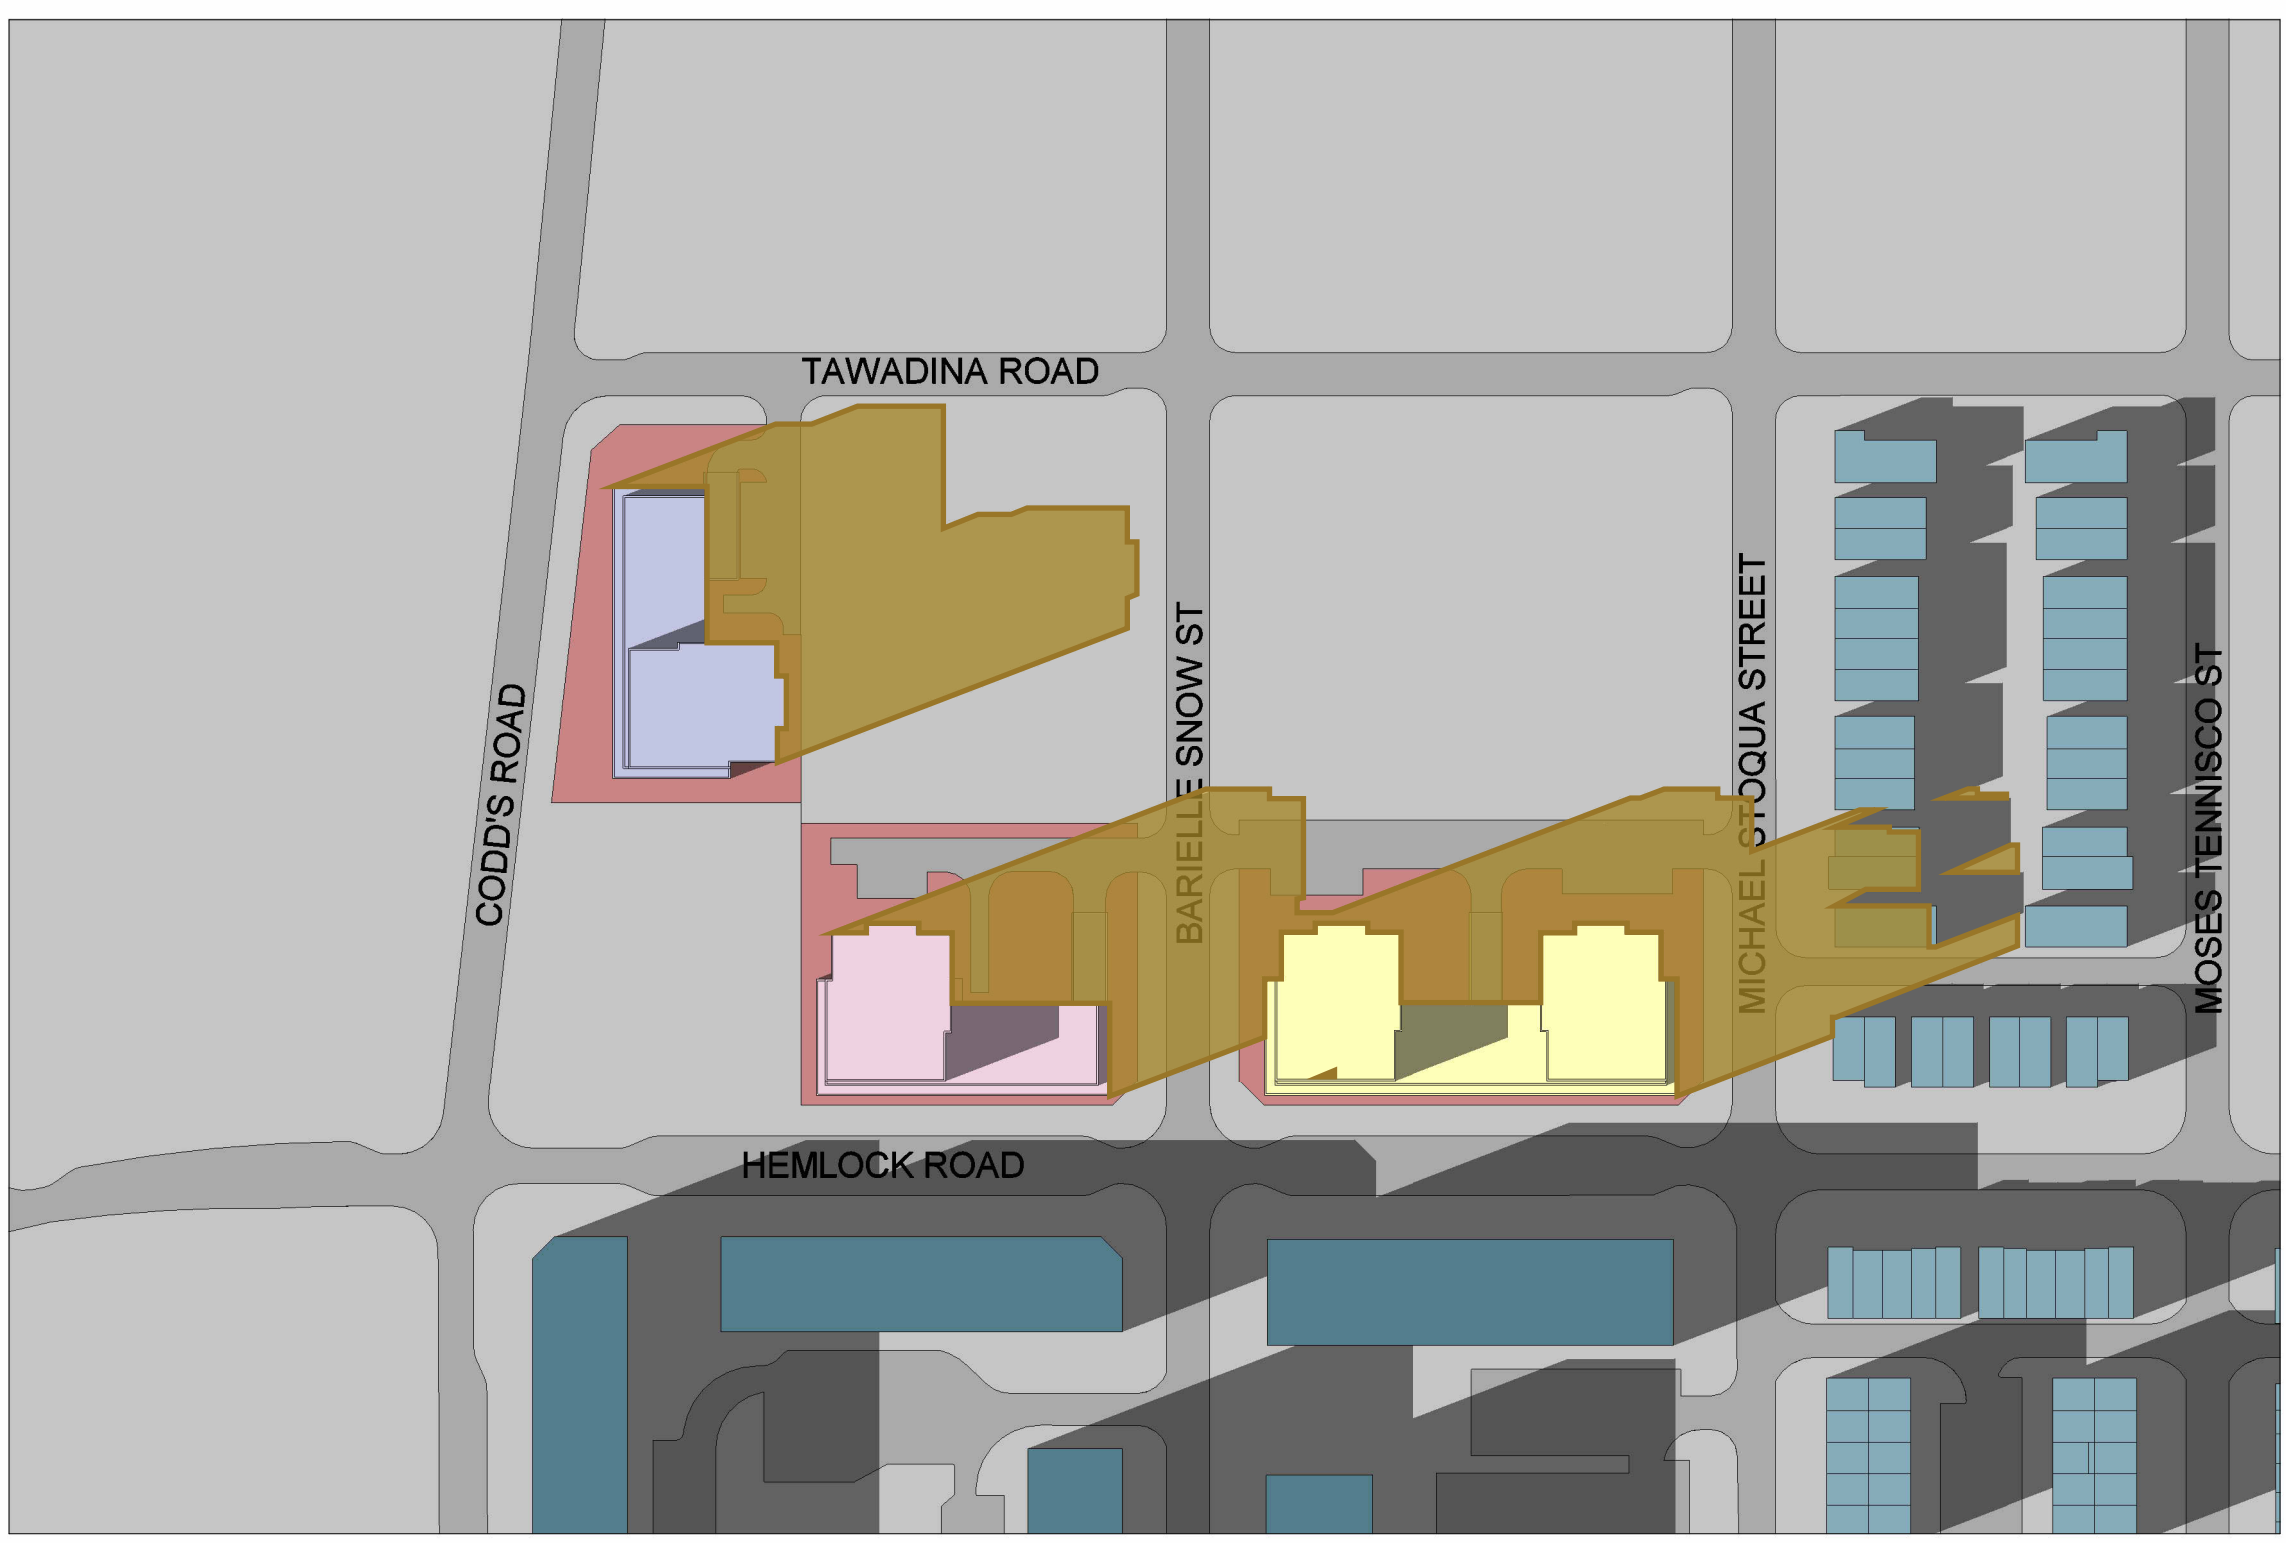 TAWADINA ROAD
BARIELLE SNOW ST
MICHAEL STOQUA STREET
MOSES TENNISCO ST
CODD'S ROAD
HEMLOCK ROAD